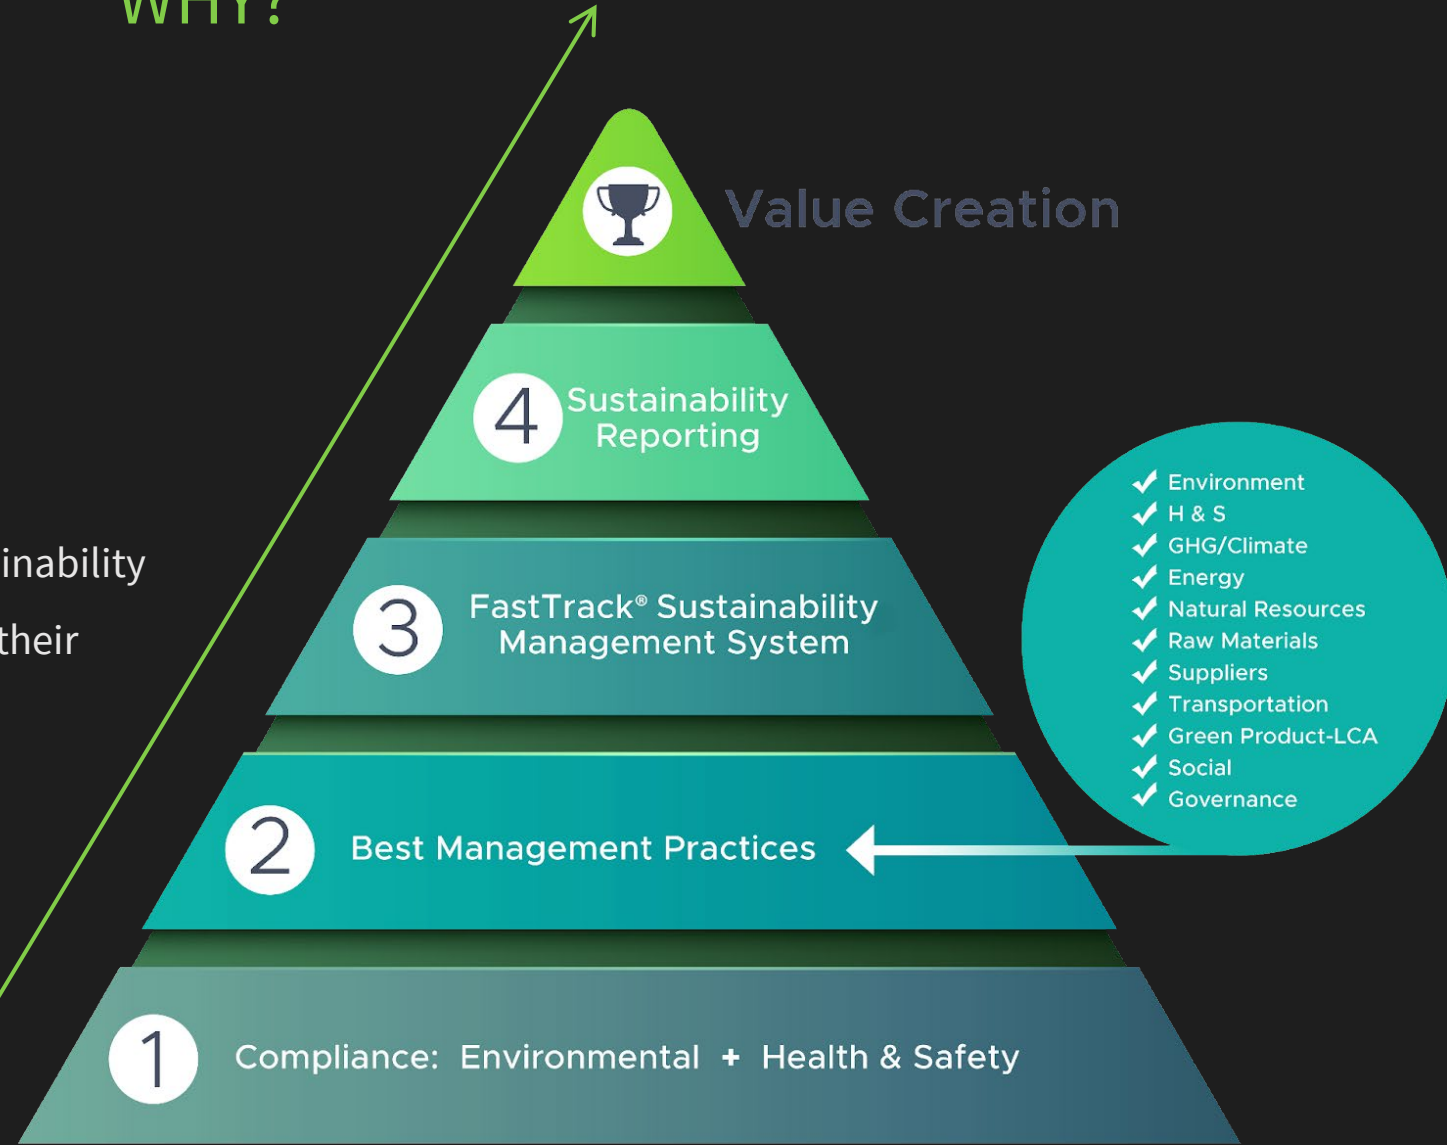 WHY?
Value Creation
4
Sustainability
Reporting
inability
their
3
FastTrack® Sustainability
Management System
Environment
H & S
GHG/Climate
Energy
Natural Resources
Raw Materials
Suppliers
Transportation
Green Product-LCA
Social
Governance
2
Best Management Practices
1
Compliance: Environmental + Health & Safety